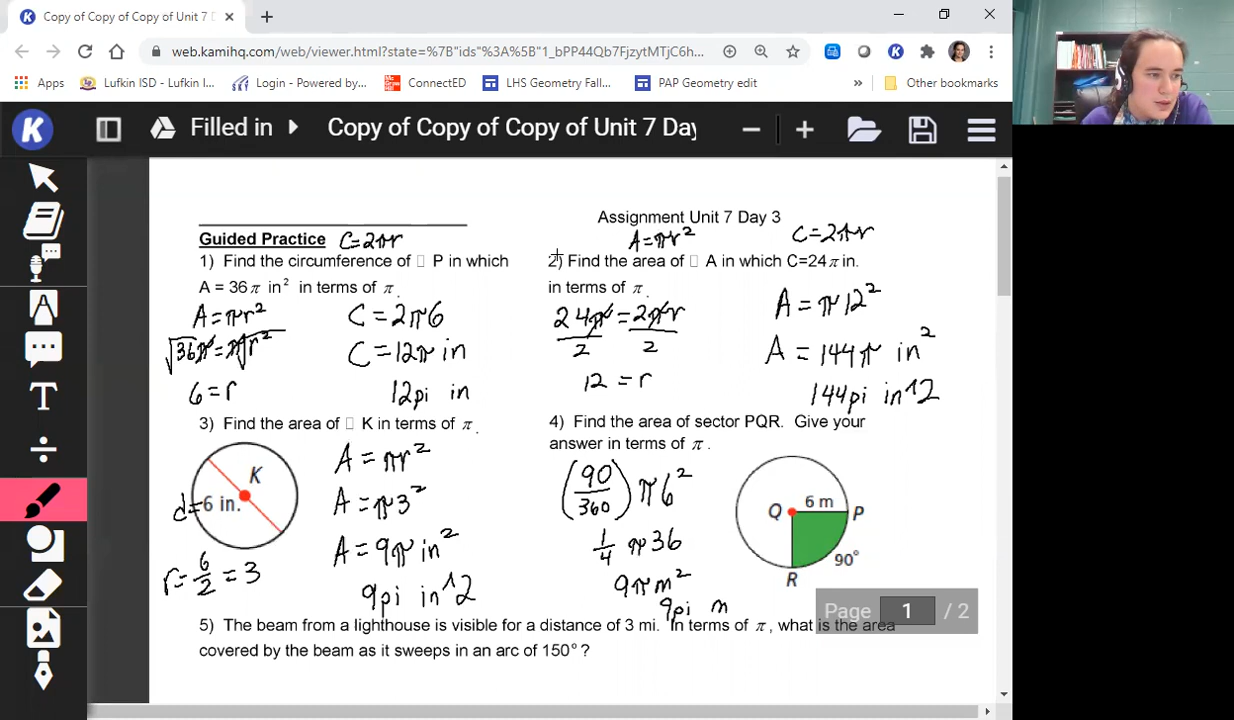 Copy of Copy of Copy of Unit 7 D
web.kamihq.com/web/viewer.html?state=%7B"ids"%3A%5B"1_bPP44Qb7FjzytMTjC6h...
Apps
Lufkin ISD - Lufkin I...
Login - Powered by...
ConnectED
LHS Geometry Fall...
PAP Geometry edit
»
Other bookmarks
K
Filled in
Copy of Copy of Copy of Unit 7 Day
Assignment Unit 7 Day 3
Guided Practice C=2πr
1) Find the circumference of □ P in which
A = 36π in² in terms of π.
A=πr²
√36π=π√r²
6=r
C=2π6
C=12π in
12pi in
A=πr²
C=2πr
2) Find the area of □ A in which C=24π in.
in terms of π.
24π=2πr
2 2
12 = r
A=π12²
A = 144π in²
144pi in^2
3) Find the area of □ K in terms of π.
K
d=6 in.
r=6/2=3
A=πr²
A=π3²
A=9π in²
9pi in^2
4) Find the area of sector PQR. Give your
answer in terms of π.
(90/360)π6²
1/4 π36
9π m²
9pi m
Q
6 m
P
90°
R
Page 1 / 2
5) The beam from a lighthouse is visible for a distance of 3 mi. In terms of π, what is the area
covered by the beam as it sweeps in an arc of 150°?